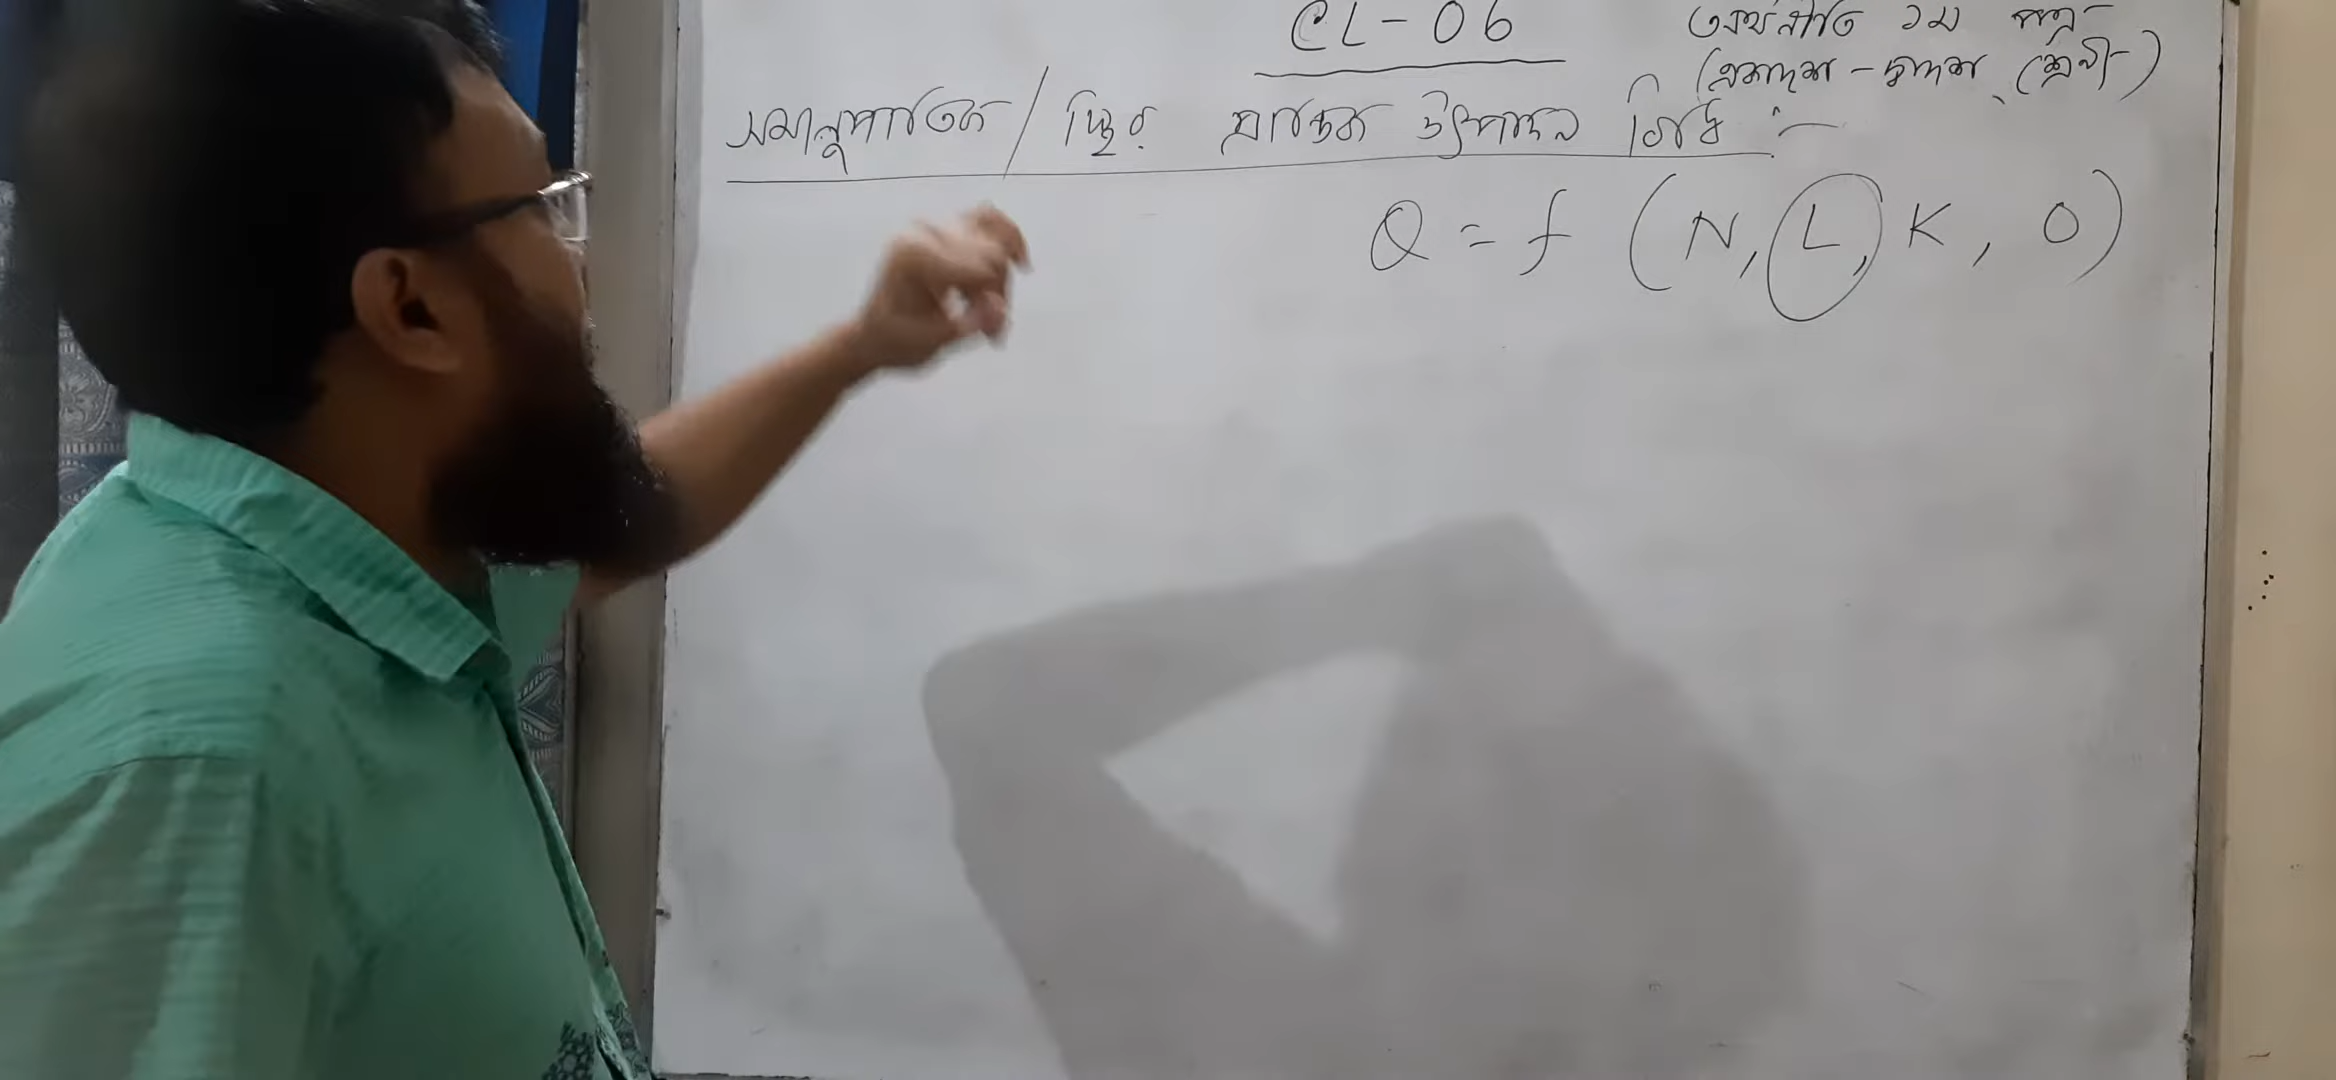 CL-06
অর্থনীতি ১ম পত্র
(একাদশ - দ্বাদশ শ্রেণী)
সমানুপাতিক / স্থির প্রান্তিক উৎপাদন বিধি :-
Q = f (N, L, K, O)